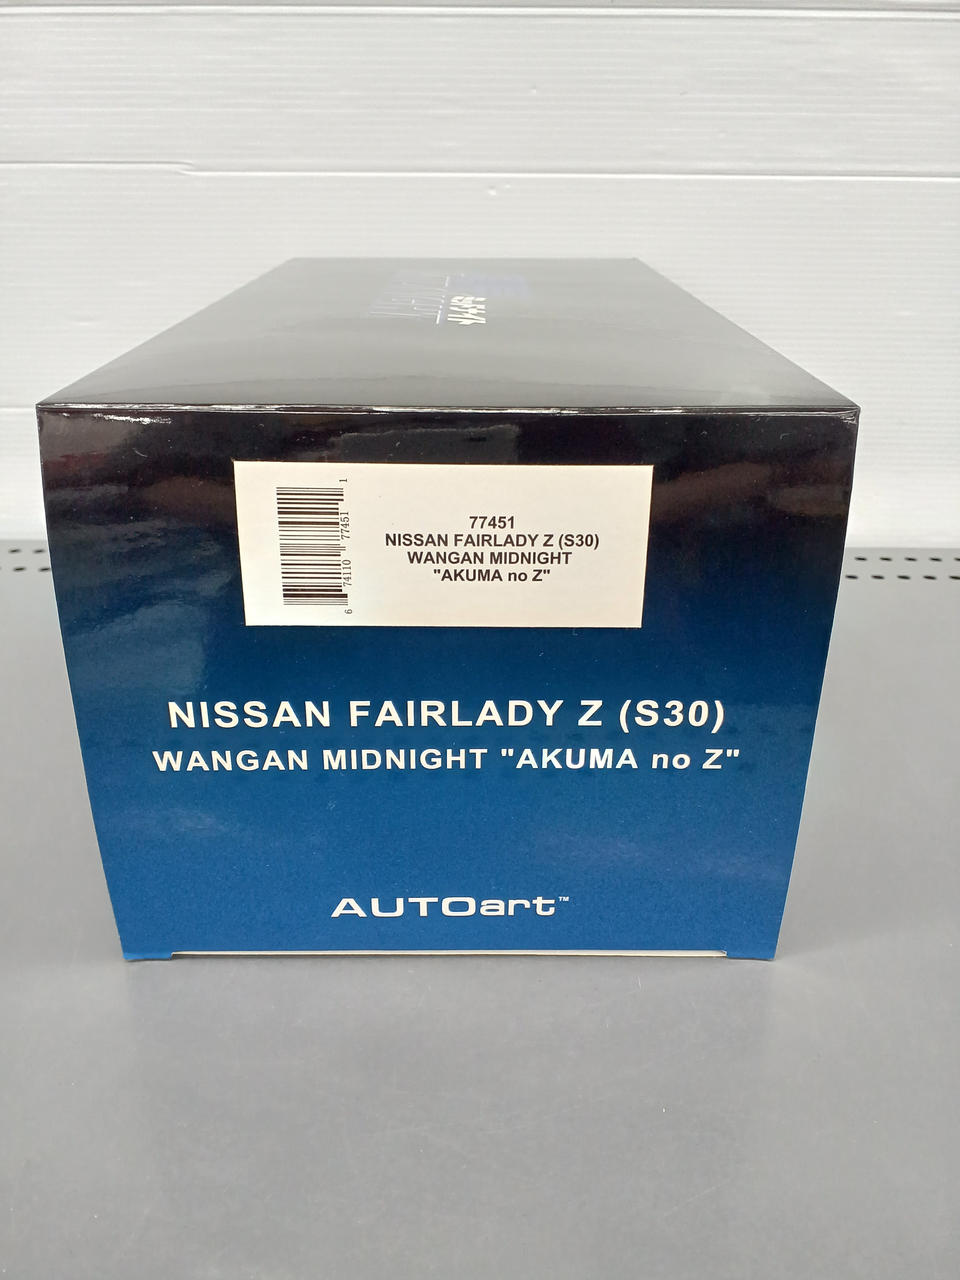 77451
NISSAN FAIRLADY Z (S30)
WANGAN MIDNIGHT
"AKUMA no Z"
6 74110 77451 1
NISSAN FAIRLADY Z (S30)
WANGAN MIDNIGHT "AKUMA no Z"
AUTOart™